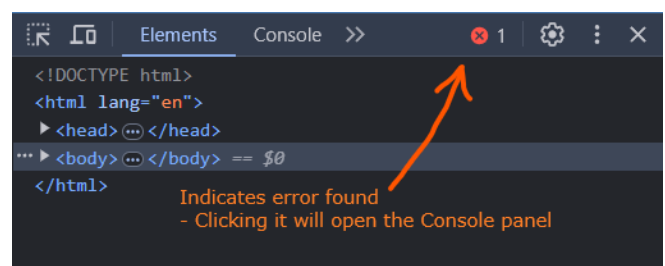 Elements Console >> 1
<!DOCTYPE html>
<html lang="en">
<head> ••• </head>
••• <body> ••• </body> == $0
</html>
Indicates error found
- Clicking it will open the Console panel